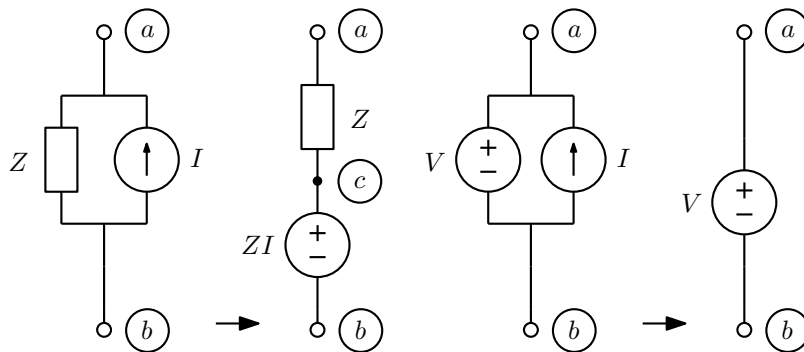 a a a a
Z I Z V + − I + − V
c
ZI + −
b b b b